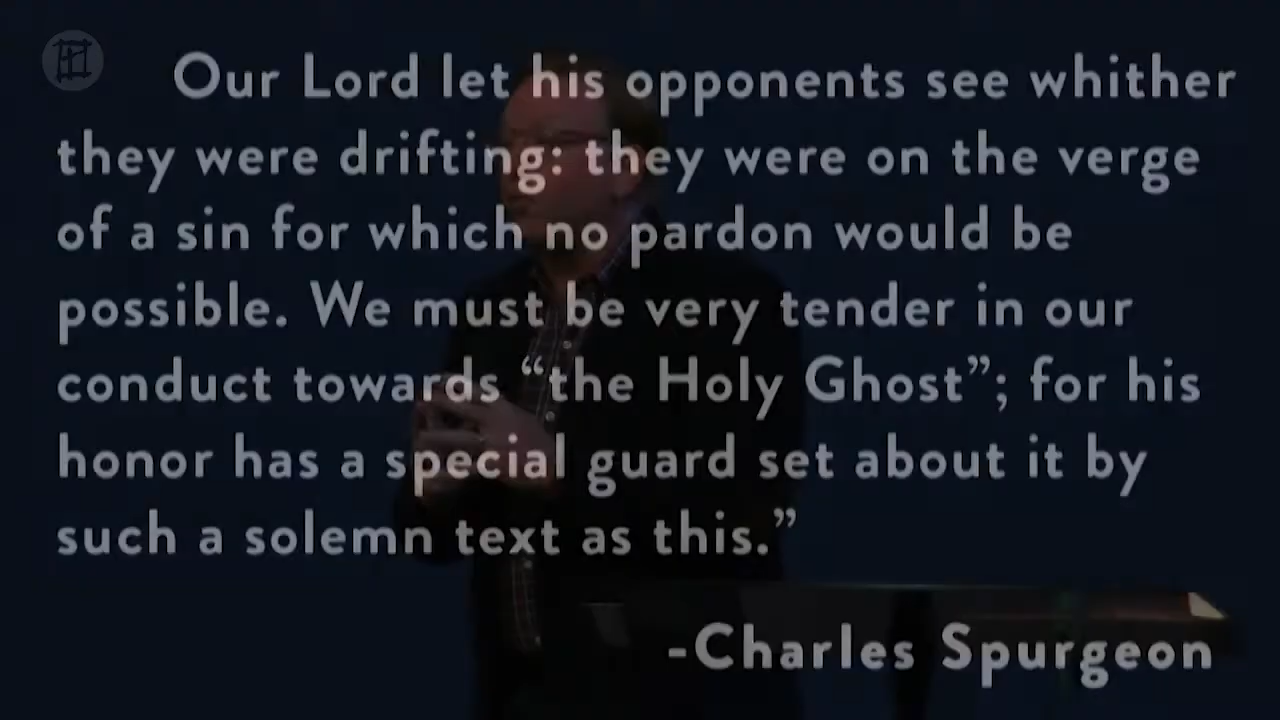 Our Lord let his opponents see whither
they were drifting: they were on the verge
of a sin for which no pardon would be
possible. We must be very tender in our
conduct towards “the Holy Ghost”; for his
honor has a special guard set about it by
such a solemn text as this.”
-Charles Spurgeon